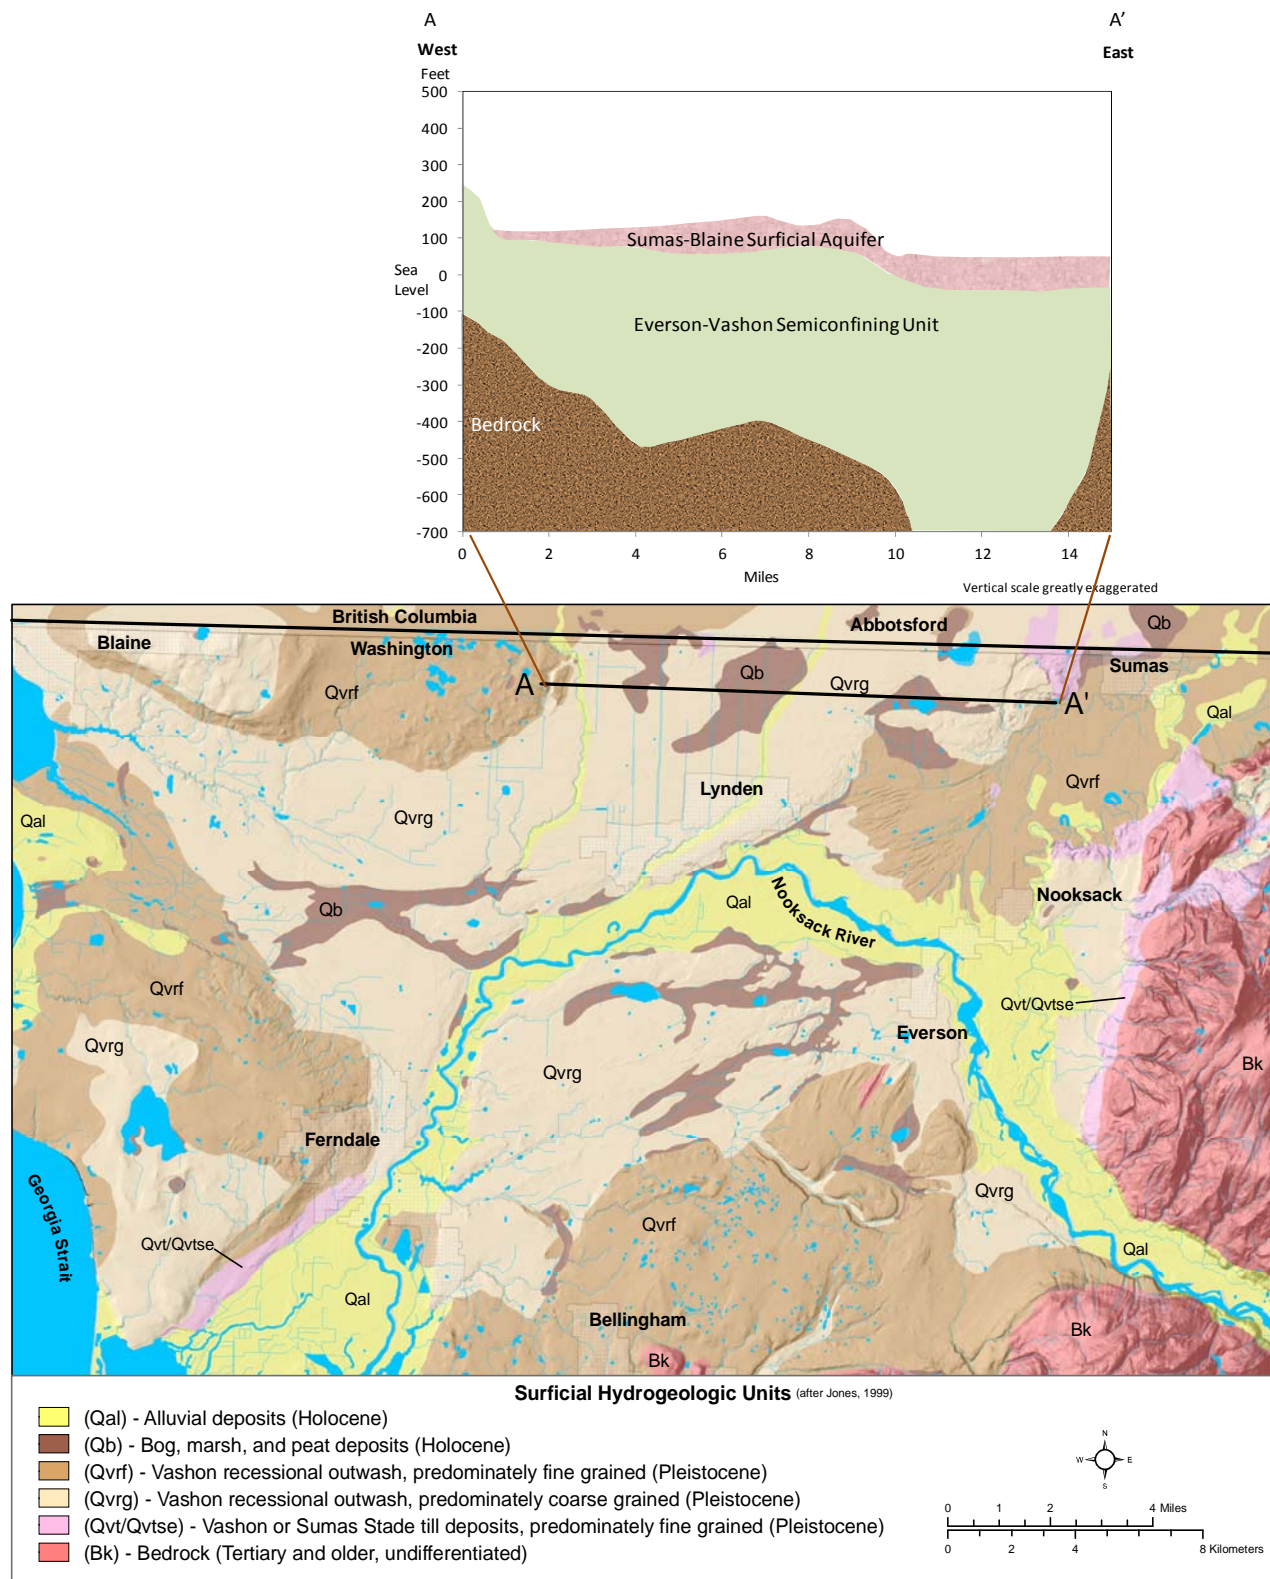 A
A’
West
East
Feet
500
400
300
200
100
Sea
Level
0
-100
-200
-300
-400
-500
-600
-700
Sumas-Blaine Surficial Aquifer
Everson-Vashon Semiconfining Unit
Bedrock
0 2 4 6 8 10 12 14
Miles
Vertical scale greatly exaggerated
British Columbia
Washington
Blaine
Abbotsford
Qb
Sumas
Qvrf
A
Qb
Qvrg
A'
Qal
Qvrf
Lynden
Qvrg
Qal
Nooksack
Qb
Qal
Nooksack River
Qvrf
Qvt/Qvtse
Everson
Qvrg
Qvrg
Bk
Ferndale
Georgia Strait
Qvrg
Qvrf
Qvt/Qvtse
Qal
Qal
Bellingham
Bk
Bk
Surficial Hydrogeologic Units (after Jones, 1999)
(Qal) - Alluvial deposits (Holocene)
(Qb) - Bog, marsh, and peat deposits (Holocene)
(Qvrf) - Vashon recessional outwash, predominately fine grained (Pleistocene)
(Qvrg) - Vashon recessional outwash, predominately coarse grained (Pleistocene)
(Qvt/Qvtse) - Vashon or Sumas Stade till deposits, predominately fine grained (Pleistocene)
(Bk) - Bedrock (Tertiary and older, undifferentiated)
N
W E
S
0 1 2 4 Miles
0 2 4 8 Kilometers